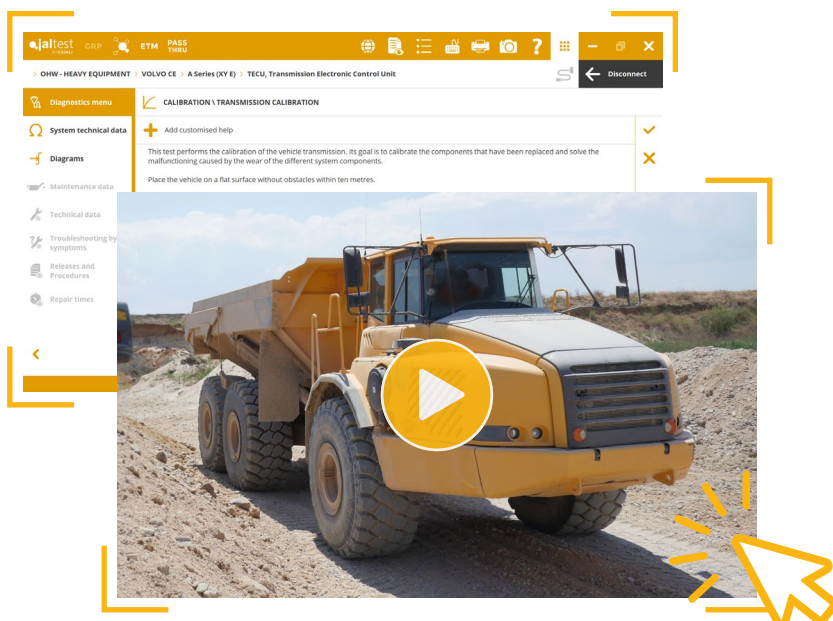 jaltest
GRP
ETM
PASS
THRU
> OHW - HEAVY EQUIPMENT > VOLVO CE > A Series (XY E) > TECU, Transmission Electronic Control Unit
Disconnect
Diagnostics menu
CALIBRATION \ TRANSMISSION CALIBRATION
System technical data
Add customised help
Diagrams
This test performs the calibration of the vehicle transmission. Its goal is to calibrate the components that have been replaced and solve the
malfunctioning caused by the wear of the different system components.
Place the vehicle on a flat surface without obstacles within ten metres.
Maintenance data
Technical data
Troubleshooting by
symptoms
Releases and
Procedures
Repair times